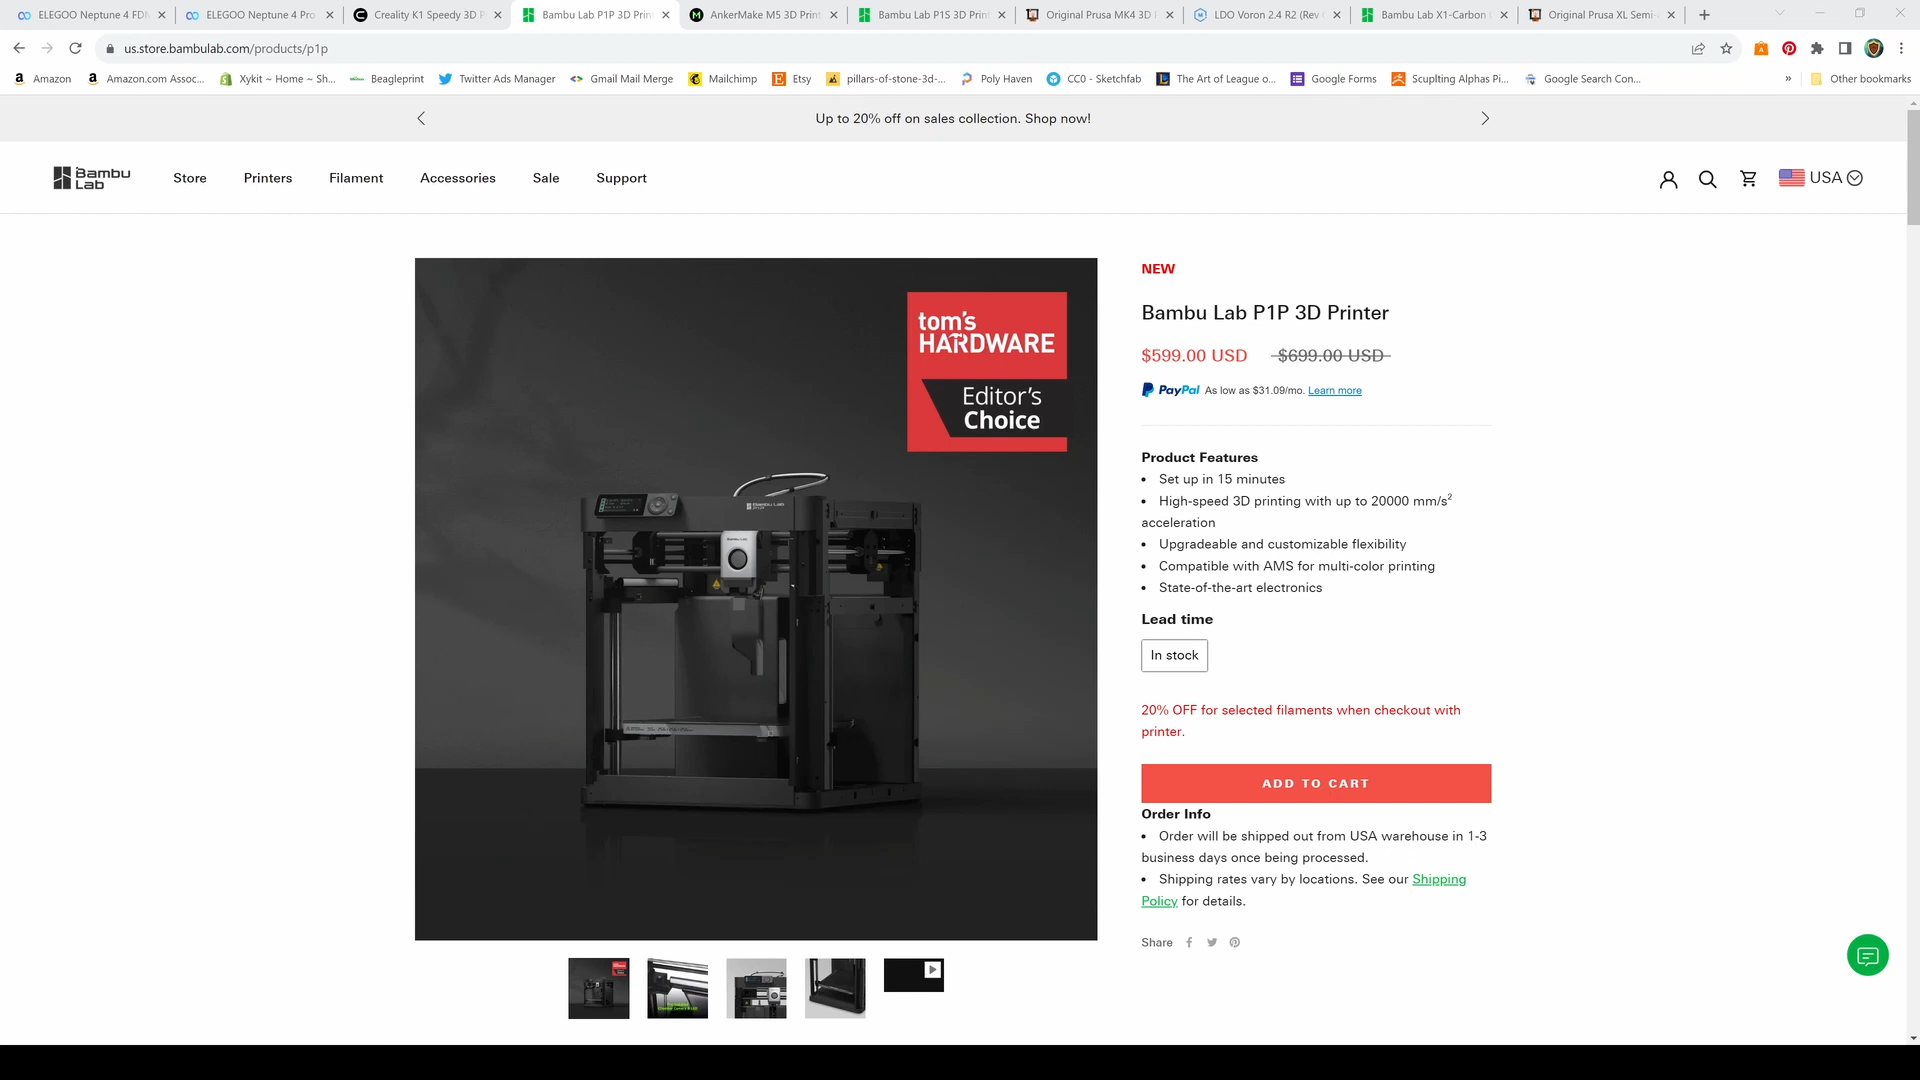 ELEGOO Neptune 4 FDM
ELEGOO Neptune 4 Pro
Creality K1 Speedy 3D P
Bambu Lab P1P 3D Print
AnkerMake M5 3D Print
Bambu Lab P1S 3D Print
Original Prusa MK4 3D
LDO Voron 2.4 R2 (Rev
Bambu Lab X1-Carbon
Original Prusa XL Semi-
us.store.bambulab.com/products/p1p
Amazon
Amazon.com Assoc...
Xykit ~ Home ~ Sh...
Beagleprint
Twitter Ads Manager
Gmail Mail Merge
Mailchimp
Etsy
pillars-of-stone-3d-...
Poly Haven
CC0 - Sketchfab
The Art of League o...
Google Forms
Scuplting Alphas Pi...
Google Search Con...
»
Other bookmarks
Up to 20% off on sales collection. Shop now!
Bambu
Lab
Store
Printers
Filament
Accessories
Sale
Support
USA
tom's
HARDWARE
Editor's
Choice
Bambu Lab
NEW
Bambu Lab P1P 3D Printer
$599.00 USD $699.00 USD
PayPal As low as $31.09/mo. Learn more
Product Features
• Set up in 15 minutes
• High-speed 3D printing with up to 20000 mm/s²
acceleration
• Upgradeable and customizable flexibility
• Compatible with AMS for multi-color printing
• State-of-the-art electronics
Lead time
In stock
20% OFF for selected filaments when checkout with
printer.
ADD TO CART
Order Info
• Order will be shipped out from USA warehouse in 1-3
business days once being processed.
• Shipping rates vary by locations. See our Shipping
Policy for details.
Share